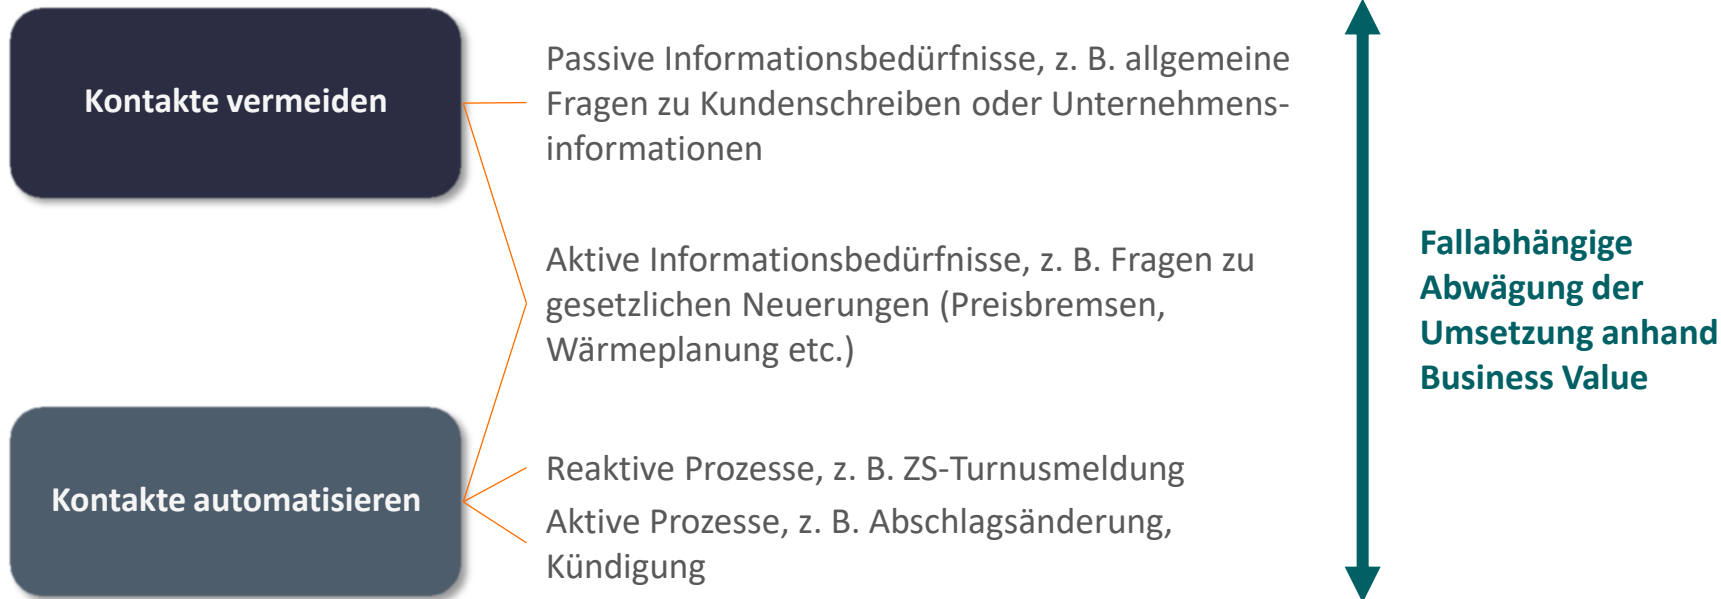 Kontakte vermeiden
Passive Informationsbedürfnisse, z. B. allgemeine
Fragen zu Kundenschreiben oder Unternehmens-
informationen
Aktive Informationsbedürfnisse, z. B. Fragen zu
gesetzlichen Neuerungen (Preisbremsen,
Wärmeplanung etc.)
Kontakte automatisieren
Reaktive Prozesse, z. B. ZS-Turnusmeldung
Aktive Prozesse, z. B. Abschlagsänderung,
Kündigung
Fallabhängige
Abwägung der
Umsetzung anhand
Business Value